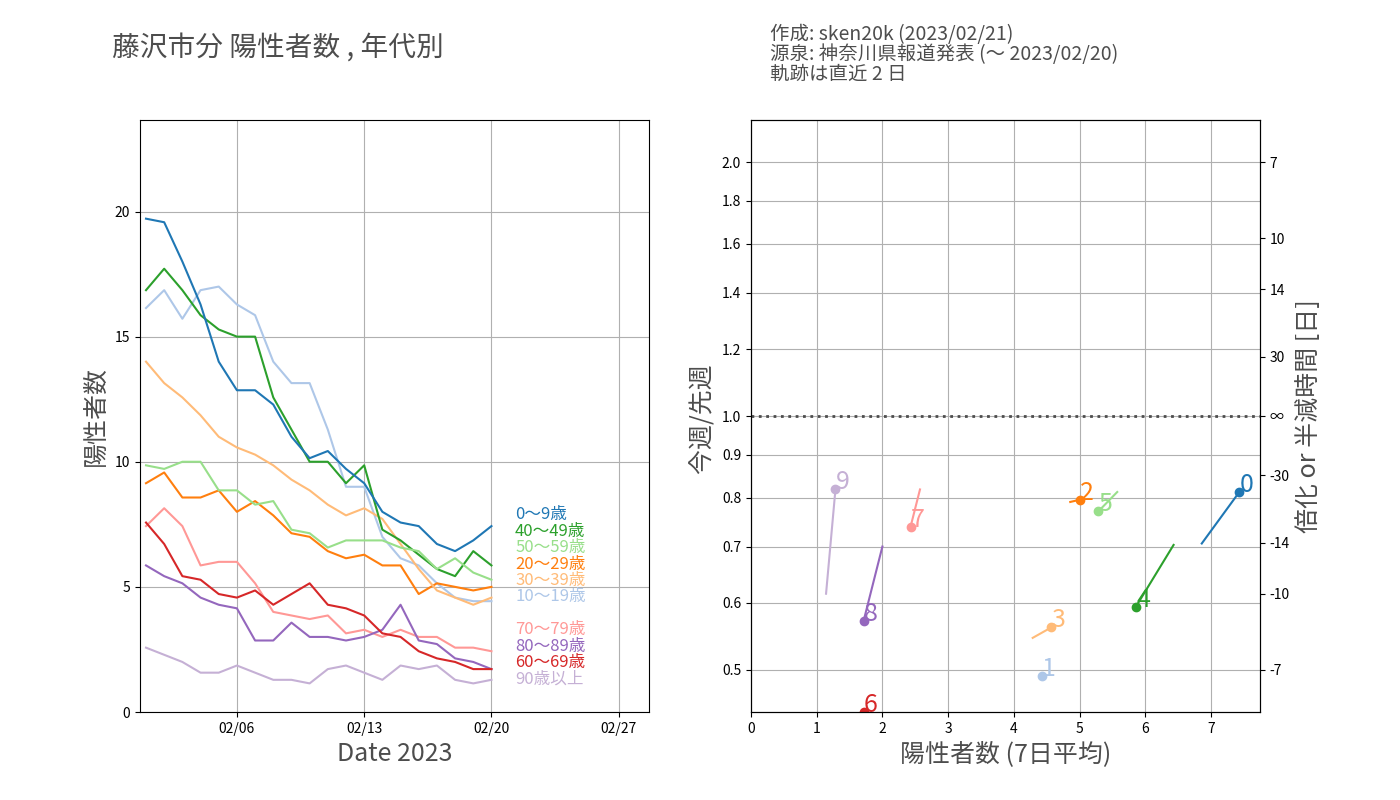 藤沢市分 陽性者数 , 年代別
作成: sken20k (2023/02/21)
源泉: 神奈川県報道発表 (～ 2023/02/20)
軌跡は直近 2 日
陽性者数
20
15
10
5
0
02/06
02/13
02/20
02/27
Date 2023
0～9歳
40～49歳
50～59歳
20～29歳
30～39歳
10～19歳
70～79歳
80～89歳
60～69歳
90歳以上
今週/先週
2.0
1.8
1.6
1.4
1.2
1.0
0.9
0.8
0.7
0.6
0.5
0
1
2
3
4
5
6
7
陽性者数 (7日平均)
7
10
14
30
∞
-30
-14
-10
-7
倍化 or 半減時間 [日]
9
7
2
5
0
8
3
4
1
6